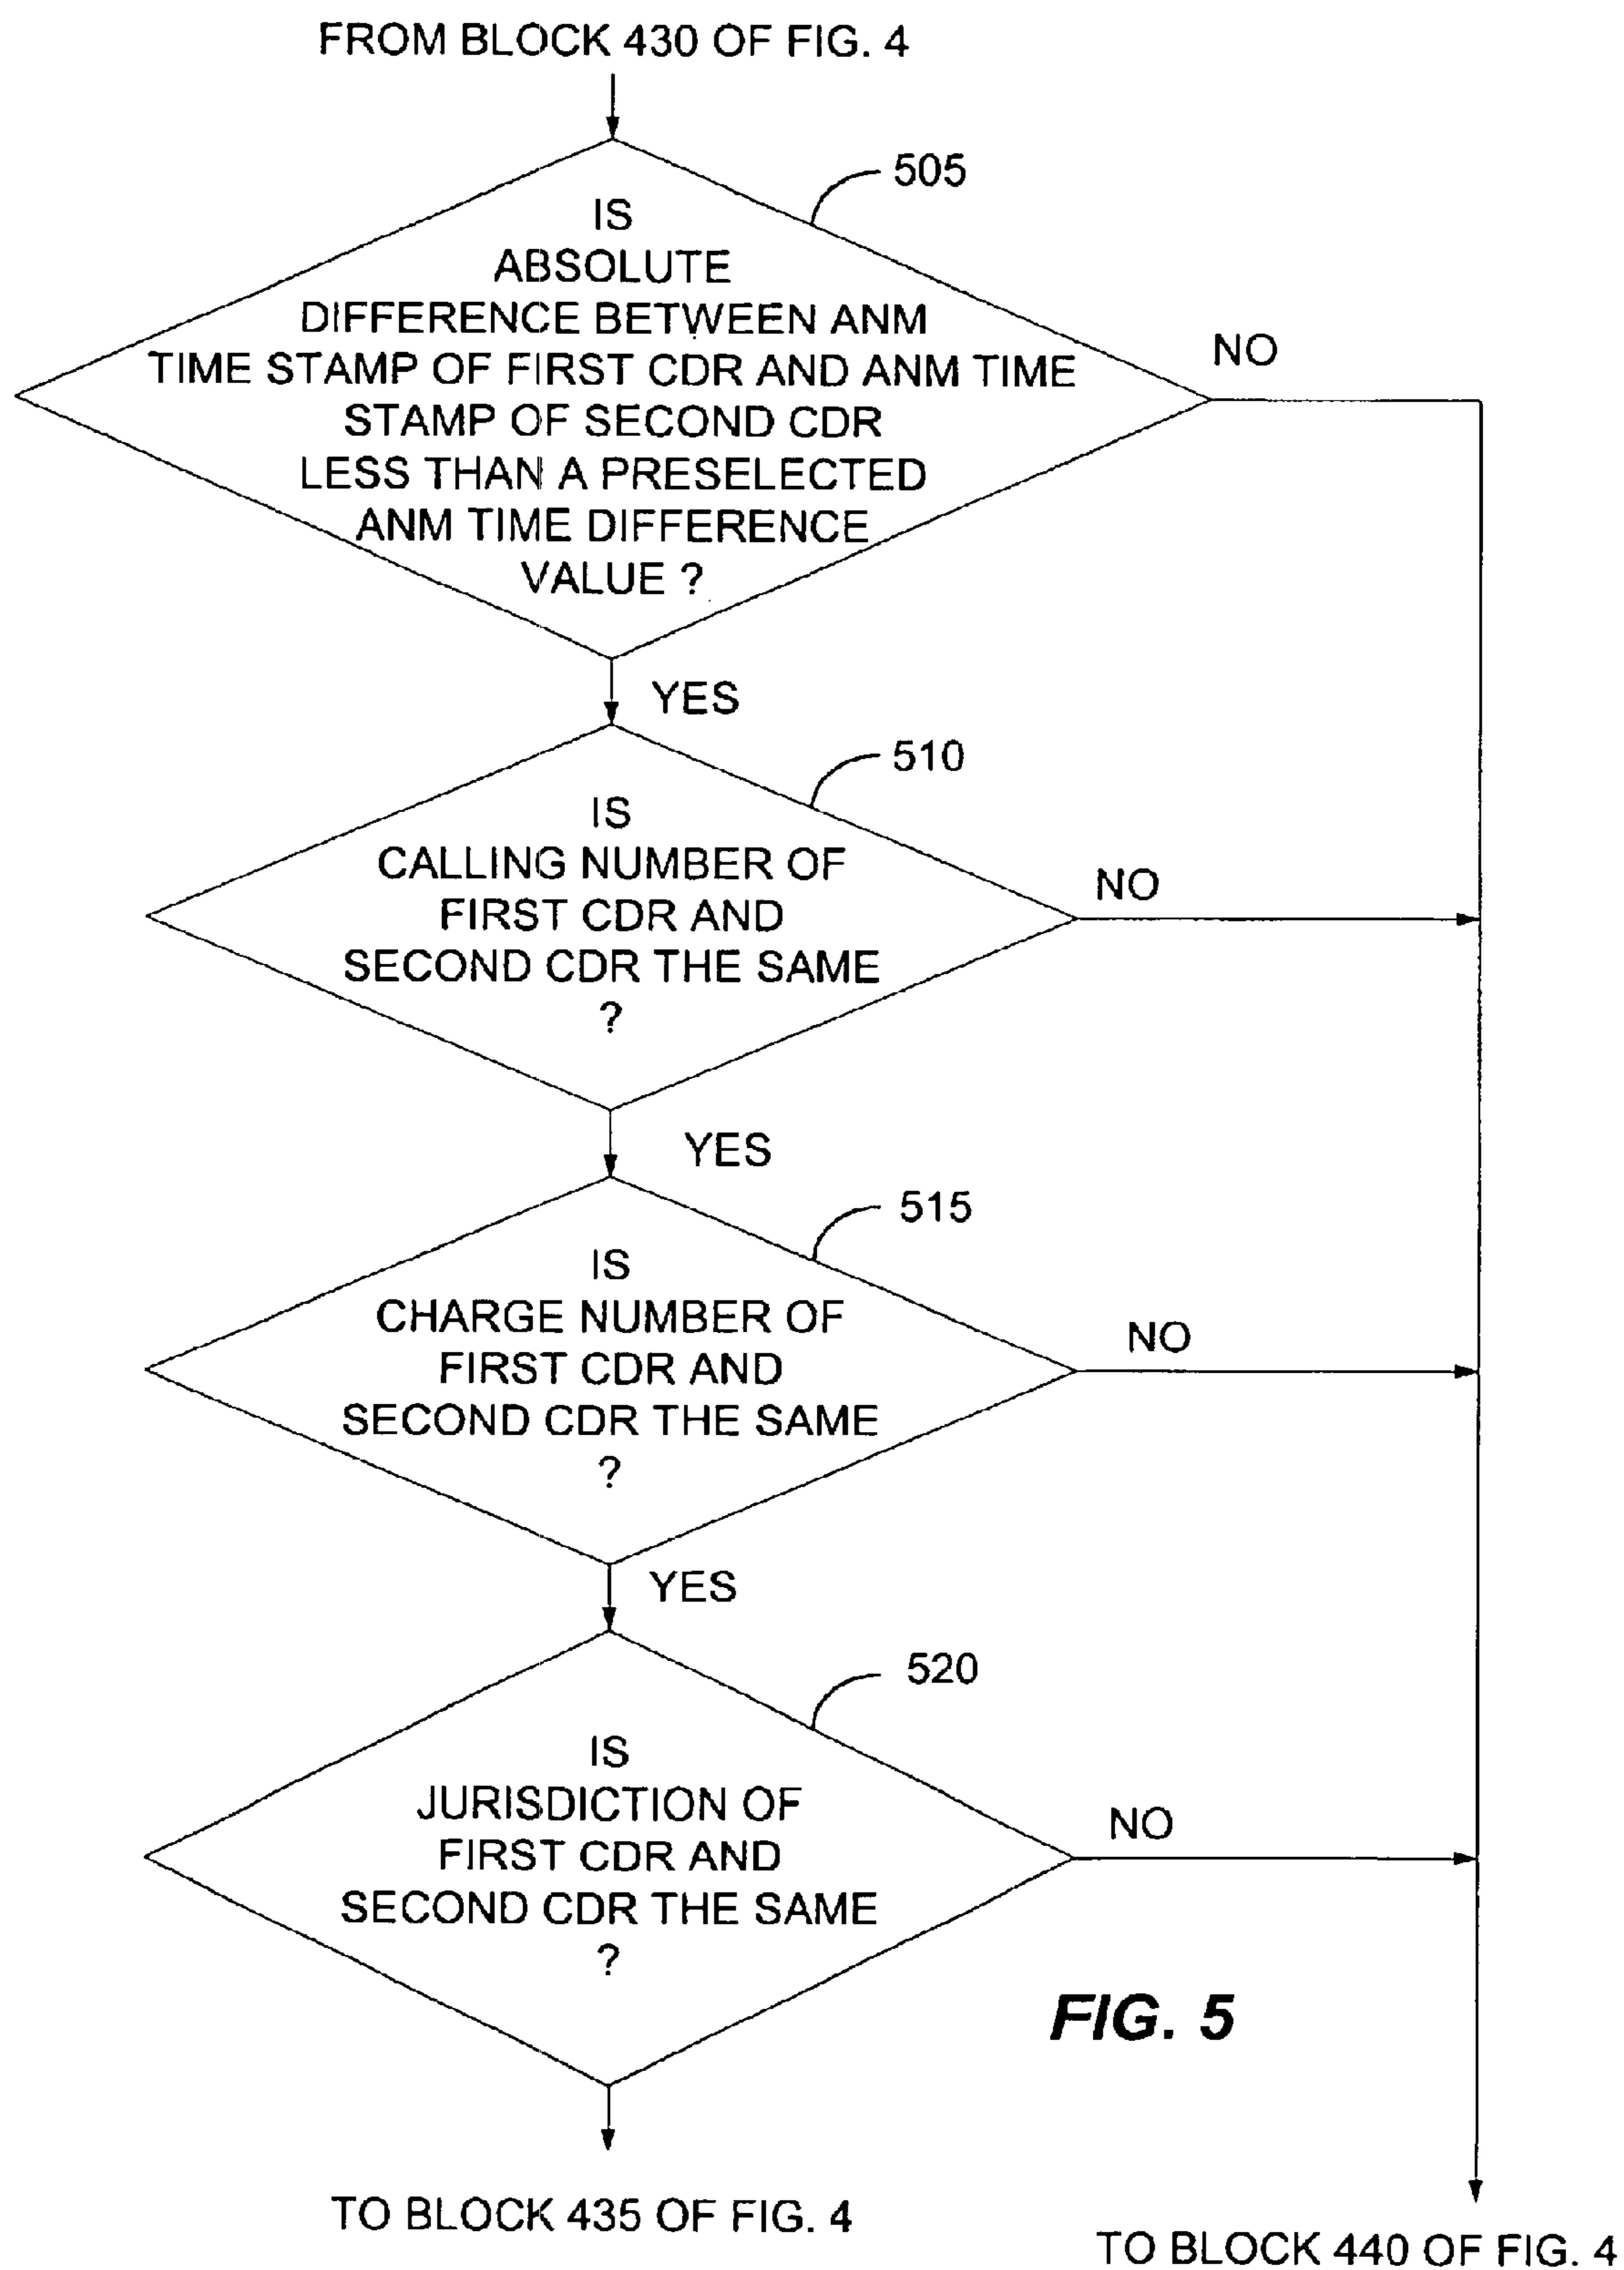 FROM BLOCK 430 OF FIG. 4
505
IS
ABSOLUTE
DIFFERENCE BETWEEN ANM
TIME STAMP OF FIRST CDR AND ANM TIME
STAMP OF SECOND CDR
LESS THAN A PRESELECTED
ANM TIME DIFFERENCE
VALUE ?
NO
YES
510
IS
CALLING NUMBER OF
FIRST CDR AND
SECOND CDR THE SAME
?
NO
YES
515
IS
CHARGE NUMBER OF
FIRST CDR AND
SECOND CDR THE SAME
?
NO
YES
520
IS
JURISDICTION OF
FIRST CDR AND
SECOND CDR THE SAME
?
NO
FIG. 5
TO BLOCK 435 OF FIG. 4
TO BLOCK 440 OF FIG. 4